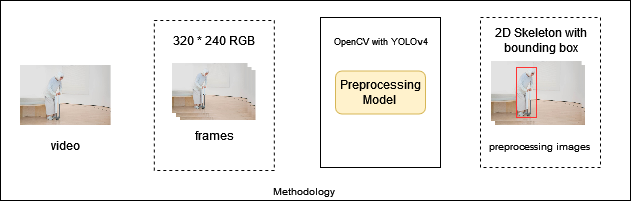 video
320 * 240 RGB
frames
OpenCV with YOLOv4
Preprocessing
Model
2D Skeleton with
bounding box
preprocessing images
Methodology